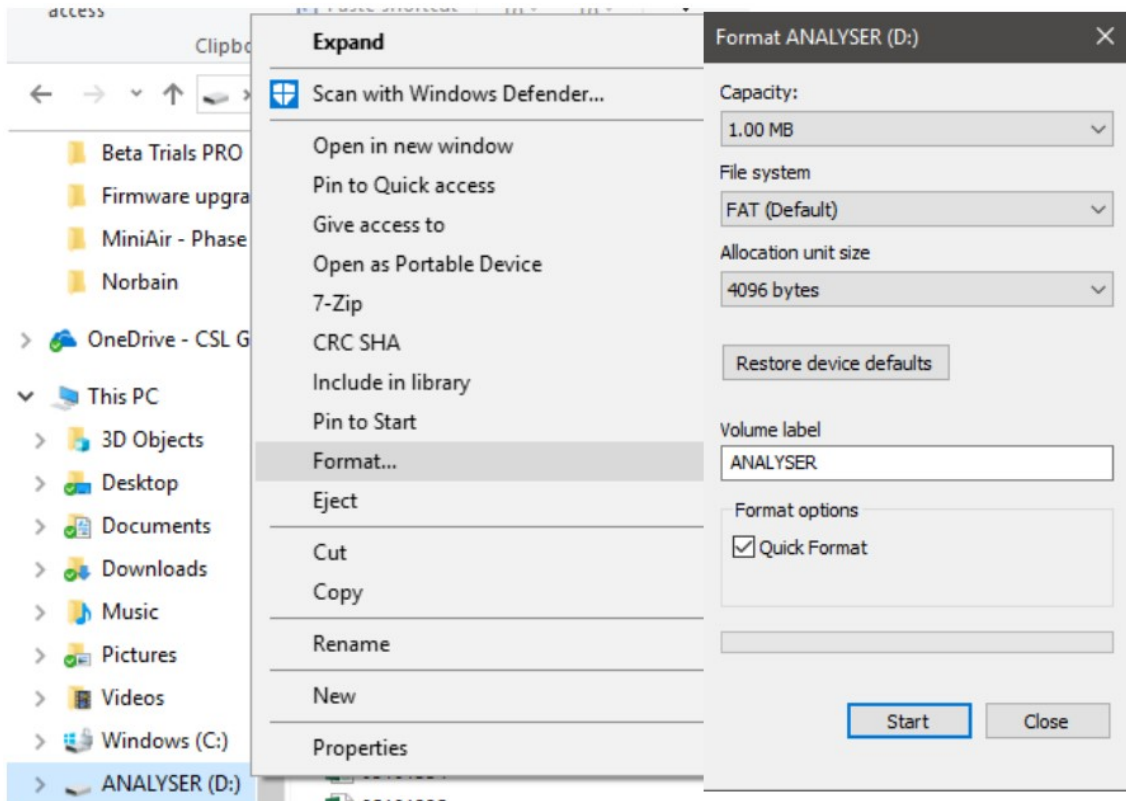 access
Paste shortcut
Clipbo
Beta Trials PRO
Firmware upgra
MiniAir - Phase
Norbain
OneDrive - CSL G
This PC
3D Objects
Desktop
Documents
Downloads
Music
Pictures
Videos
Windows (C:)
ANALYSER (D:)
Expand
Scan with Windows Defender...
Open in new window
Pin to Quick access
Give access to
Open as Portable Device
7-Zip
CRC SHA
Include in library
Pin to Start
Format...
Eject
Cut
Copy
Rename
New
Properties
Format ANALYSER (D:)
Capacity:
1.00 MB
File system
FAT (Default)
Allocation unit size
4096 bytes
Restore device defaults
Volume label
ANALYSER
Format options
Quick Format
Start
Close